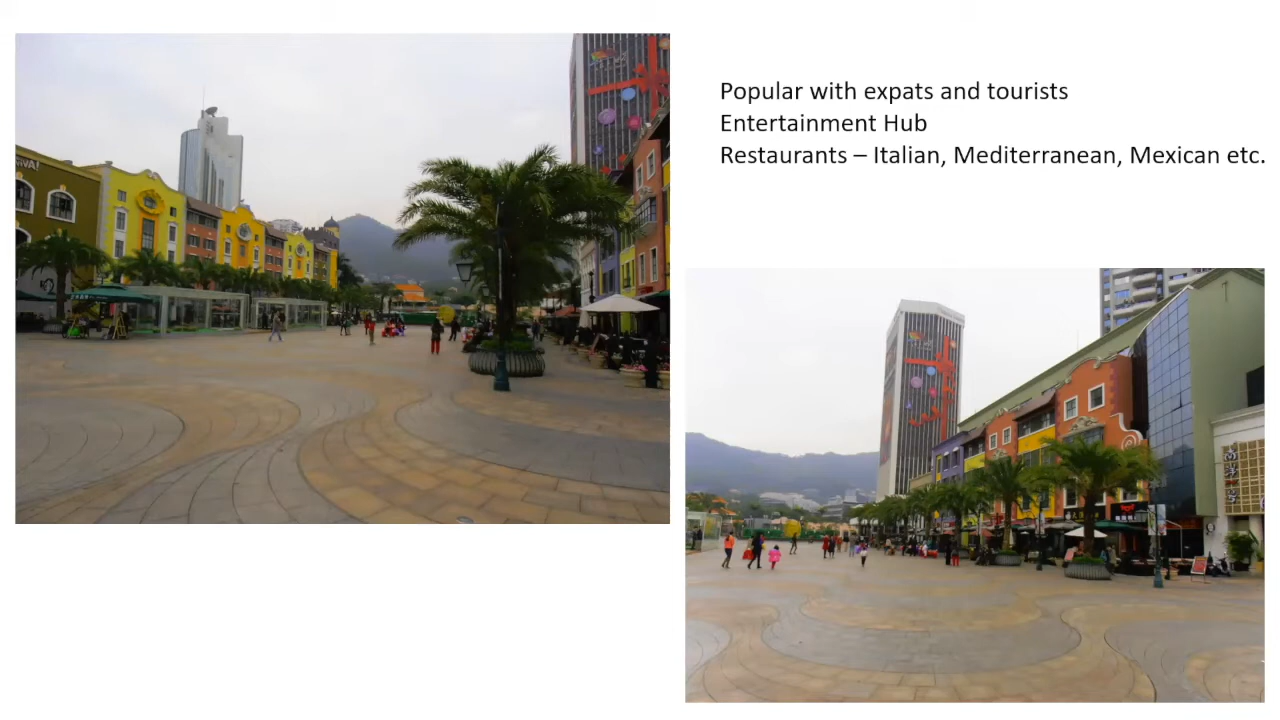 Popular with expats and tourists
Entertainment Hub
Restaurants – Italian, Mediterranean, Mexican etc.